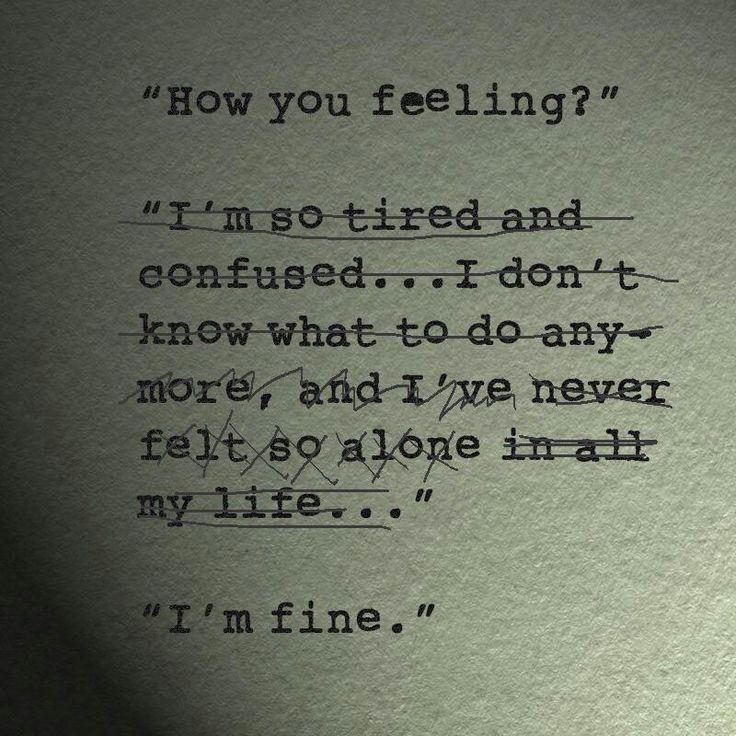 "How you feeling?"
"I'm so tired and
confused...I don't
know what to do any-
more, and I've never
felt so alone in all
my life..."
"I'm fine."